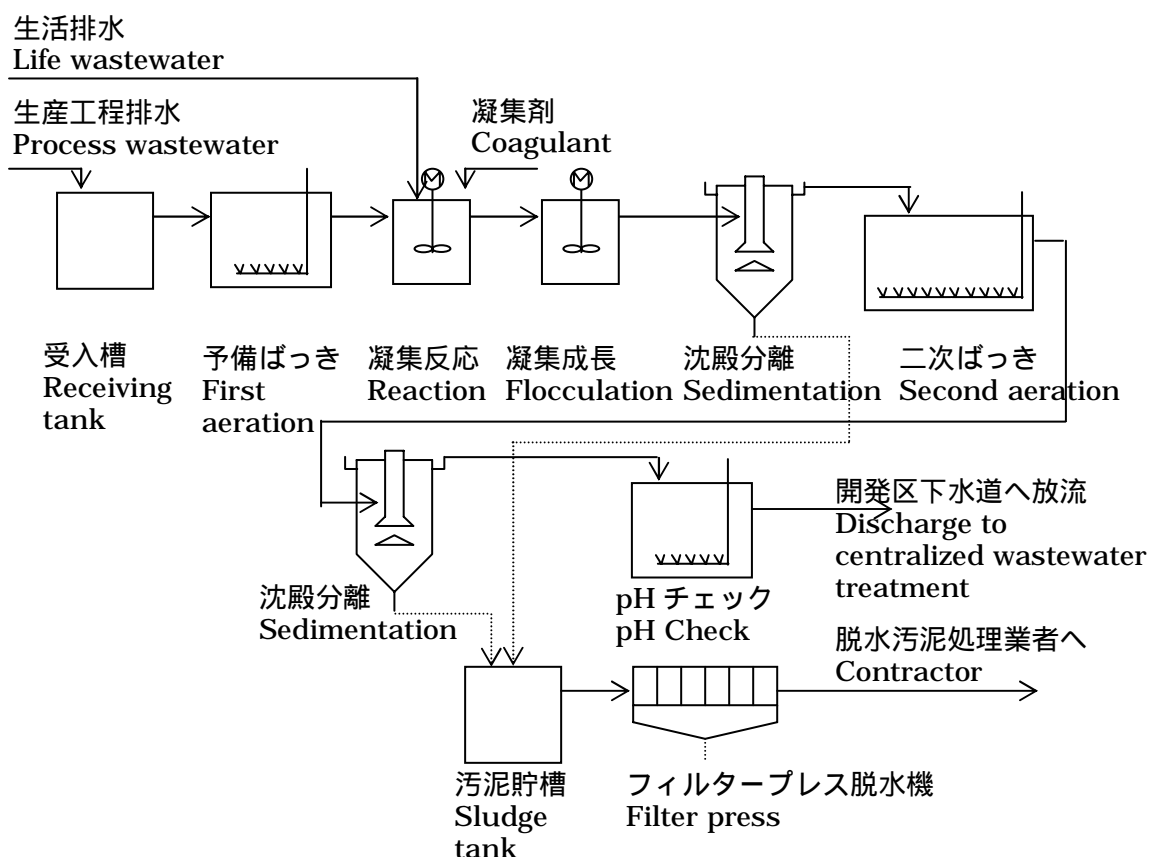 生活排水
Life wastewater
生産工程排水
Process wastewater
凝集剤
Coagulant
M
M
受入槽
Receiving
tank
予備ばっき
First
aeration
凝集反応
Reaction
凝集成長
Flocculation
沈殿分離
Sedimentation
二次ばっき
Second aeration
沈殿分離
Sedimentation
pH チェック
pH Check
開発区下水道へ放流
Discharge to
centralized wastewater
treatment
脱水汚泥処理業者へ
Contractor
汚泥貯槽
Sludge
tank
フィルタープレス脱水機
Filter press